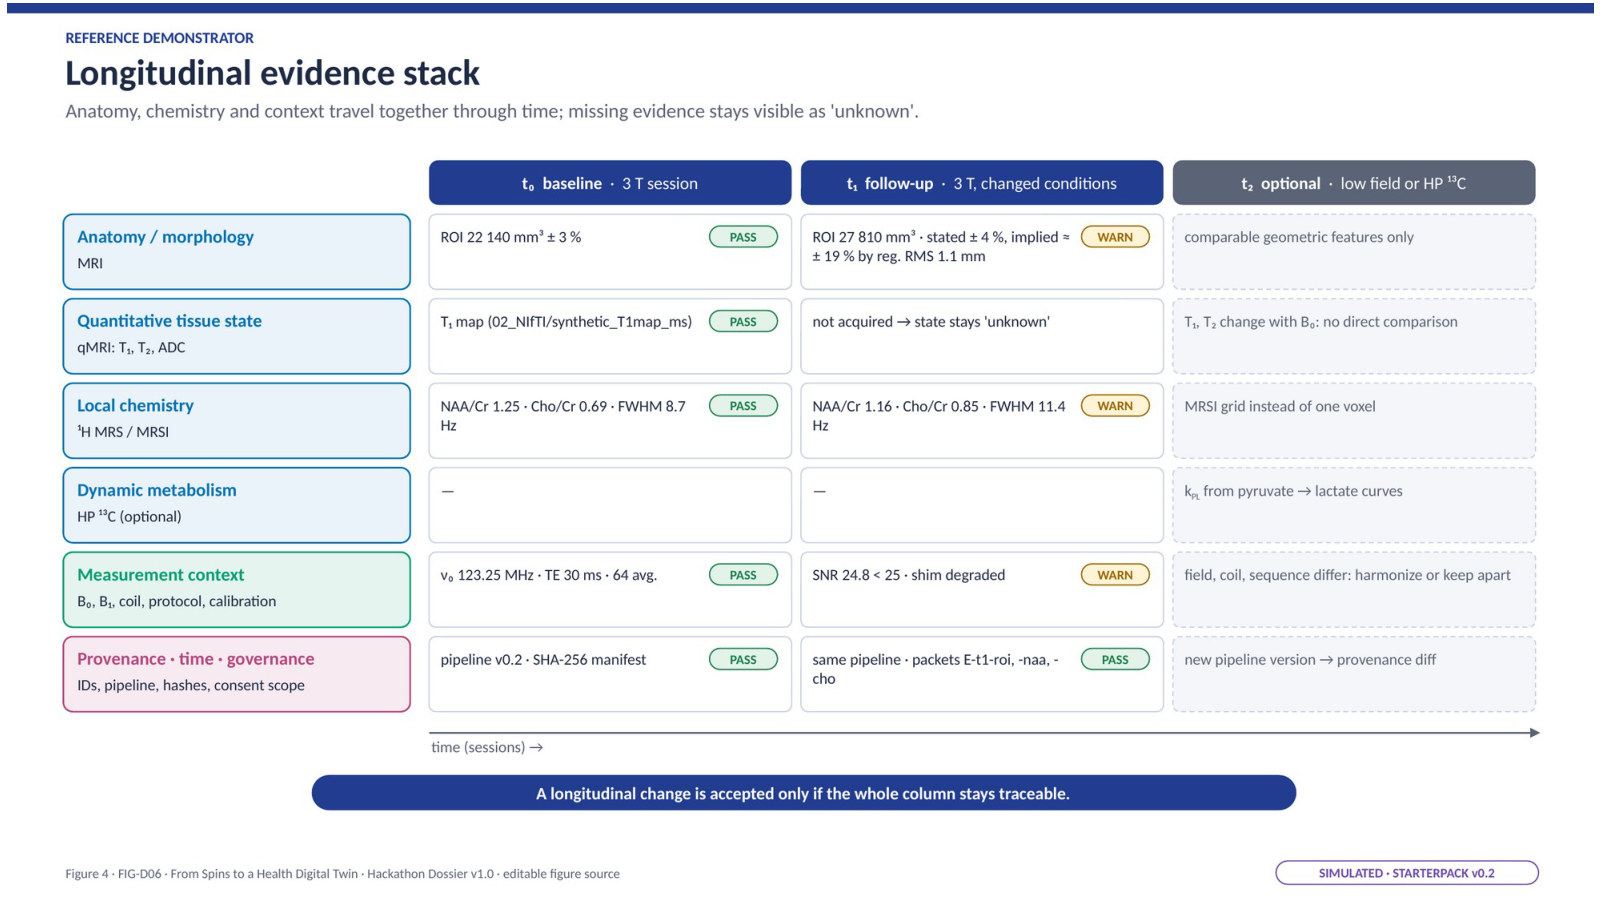 REFERENCE DEMONSTRATOR
Longitudinal evidence stack
Anatomy, chemistry and context travel together through time; missing evidence stays visible as 'unknown'.
t₀ baseline · 3 T session
t₁ follow-up · 3 T, changed conditions
t₂ optional · low field or HP ¹³C
Anatomy / morphology
MRI
ROI 22 140 mm³ ± 3 %
PASS
ROI 27 810 mm³ · stated ± 4 %, implied ≈
± 19 % by reg. RMS 1.1 mm
WARN
comparable geometric features only
Quantitative tissue state
qMRI: T₁, T₂, ADC
T₁ map (02_NIfTI/synthetic_T1map_ms)
PASS
not acquired → state stays 'unknown'
T₁, T₂ change with B₀: no direct comparison
Local chemistry
¹H MRS / MRSI
NAA/Cr 1.25 · Cho/Cr 0.69 · FWHM 8.7
Hz
PASS
NAA/Cr 1.16 · Cho/Cr 0.85 · FWHM 11.4
Hz
WARN
MRSI grid instead of one voxel
Dynamic metabolism
HP ¹³C (optional)
—
—
kPL from pyruvate → lactate curves
Measurement context
B₀, B₁, coil, protocol, calibration
ν₀ 123.25 MHz · TE 30 ms · 64 avg.
PASS
SNR 24.8 < 25 · shim degraded
WARN
field, coil, sequence differ: harmonize or keep apart
Provenance · time · governance
IDs, pipeline, hashes, consent scope
pipeline v0.2 · SHA-256 manifest
PASS
same pipeline · packets E-t1-roi, -naa, -
cho
PASS
new pipeline version → provenance diff
time (sessions) →
A longitudinal change is accepted only if the whole column stays traceable.
Figure 4 · FIG-D06 · From Spins to a Health Digital Twin · Hackathon Dossier v1.0 · editable figure source
SIMULATED · STARTERPACK v0.2